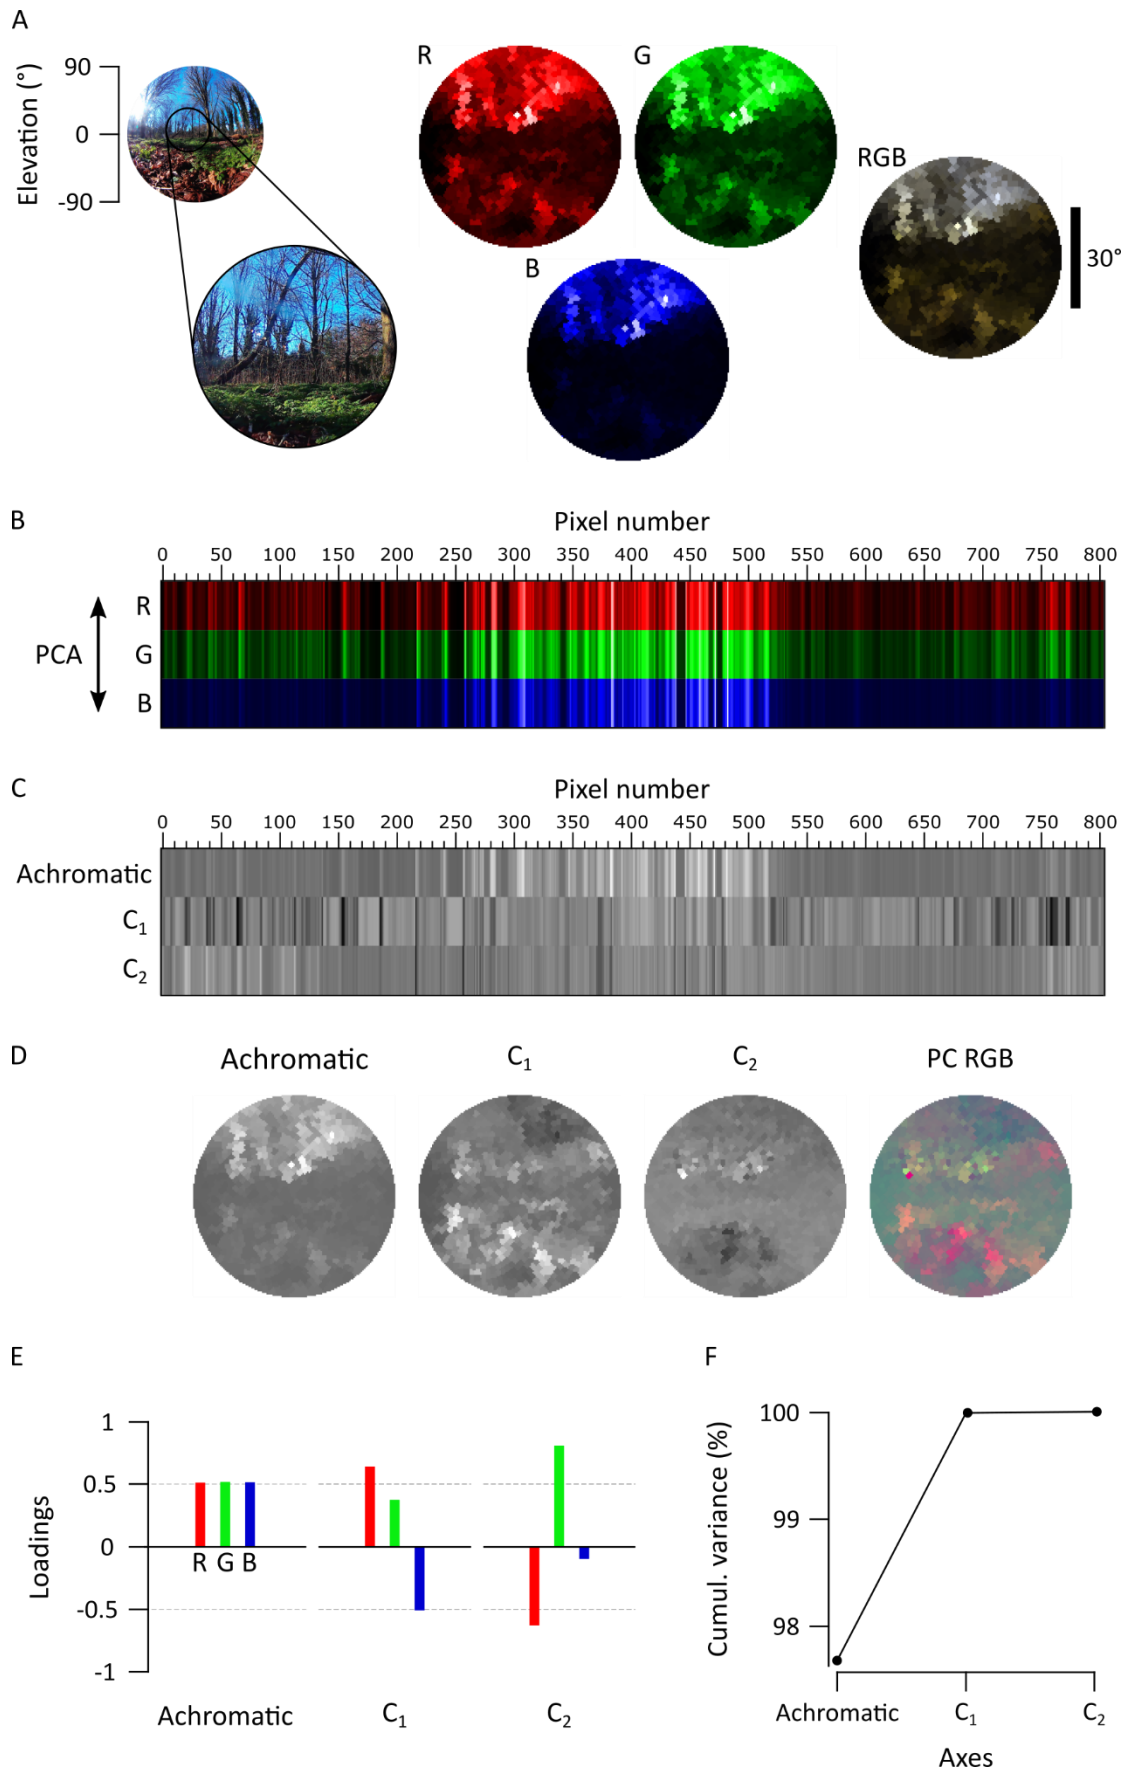 A
Elevation (°)
90
0
-90
R
G
B
RGB
30°
B
Pixel number
0 50 100 150 200 250 300 350 400 450 500 550 600 650 700 750 800
R
PCA
G
B
C
Pixel number
0 50 100 150 200 250 300 350 400 450 500 550 600 650 700 750 800
Achromatic
C₁
C₂
D
Achromatic
C₁
C₂
PC RGB
E
Loadings
1
0.5
0
-0.5
-1
R G B
Achromatic
C₁
C₂
F
Cumul. variance (%)
100
99
98
Achromatic
C₁
C₂
Axes